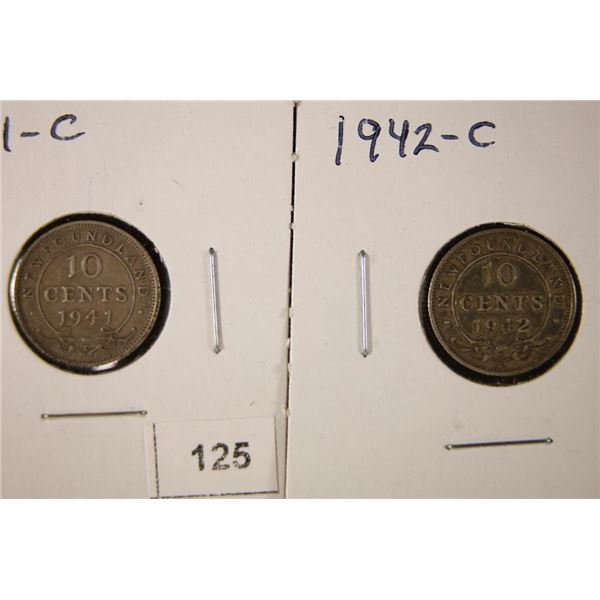 1-C
NEWFOUNDLAND
10
CENTS
1941
125
1942-C
NEWFOUNDLAND
10
CENTS
1942